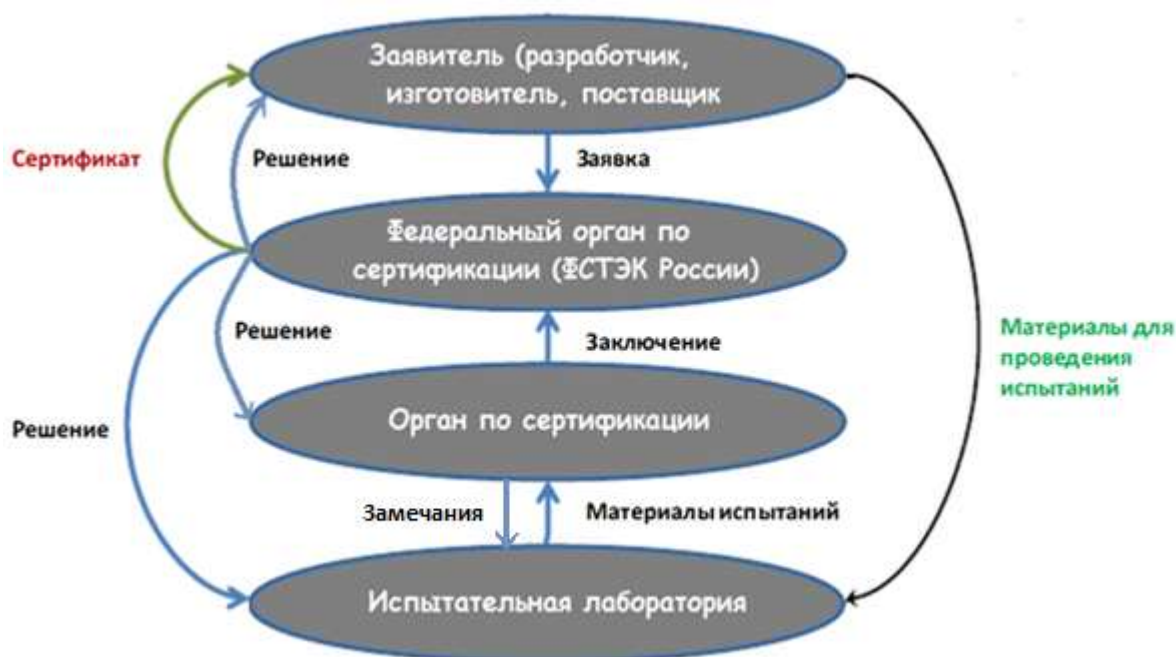 Заявитель (разработчик,
изготовитель, поставщик
Сертификат
Решение
Заявка
Федеральный орган по
сертификации (ФСТЭК России)
Решение
Заключение
Материалы для
проведения
испытаний
Орган по сертификации
Решение
Замечания
Материалы испытаний
Испытательная лаборатория